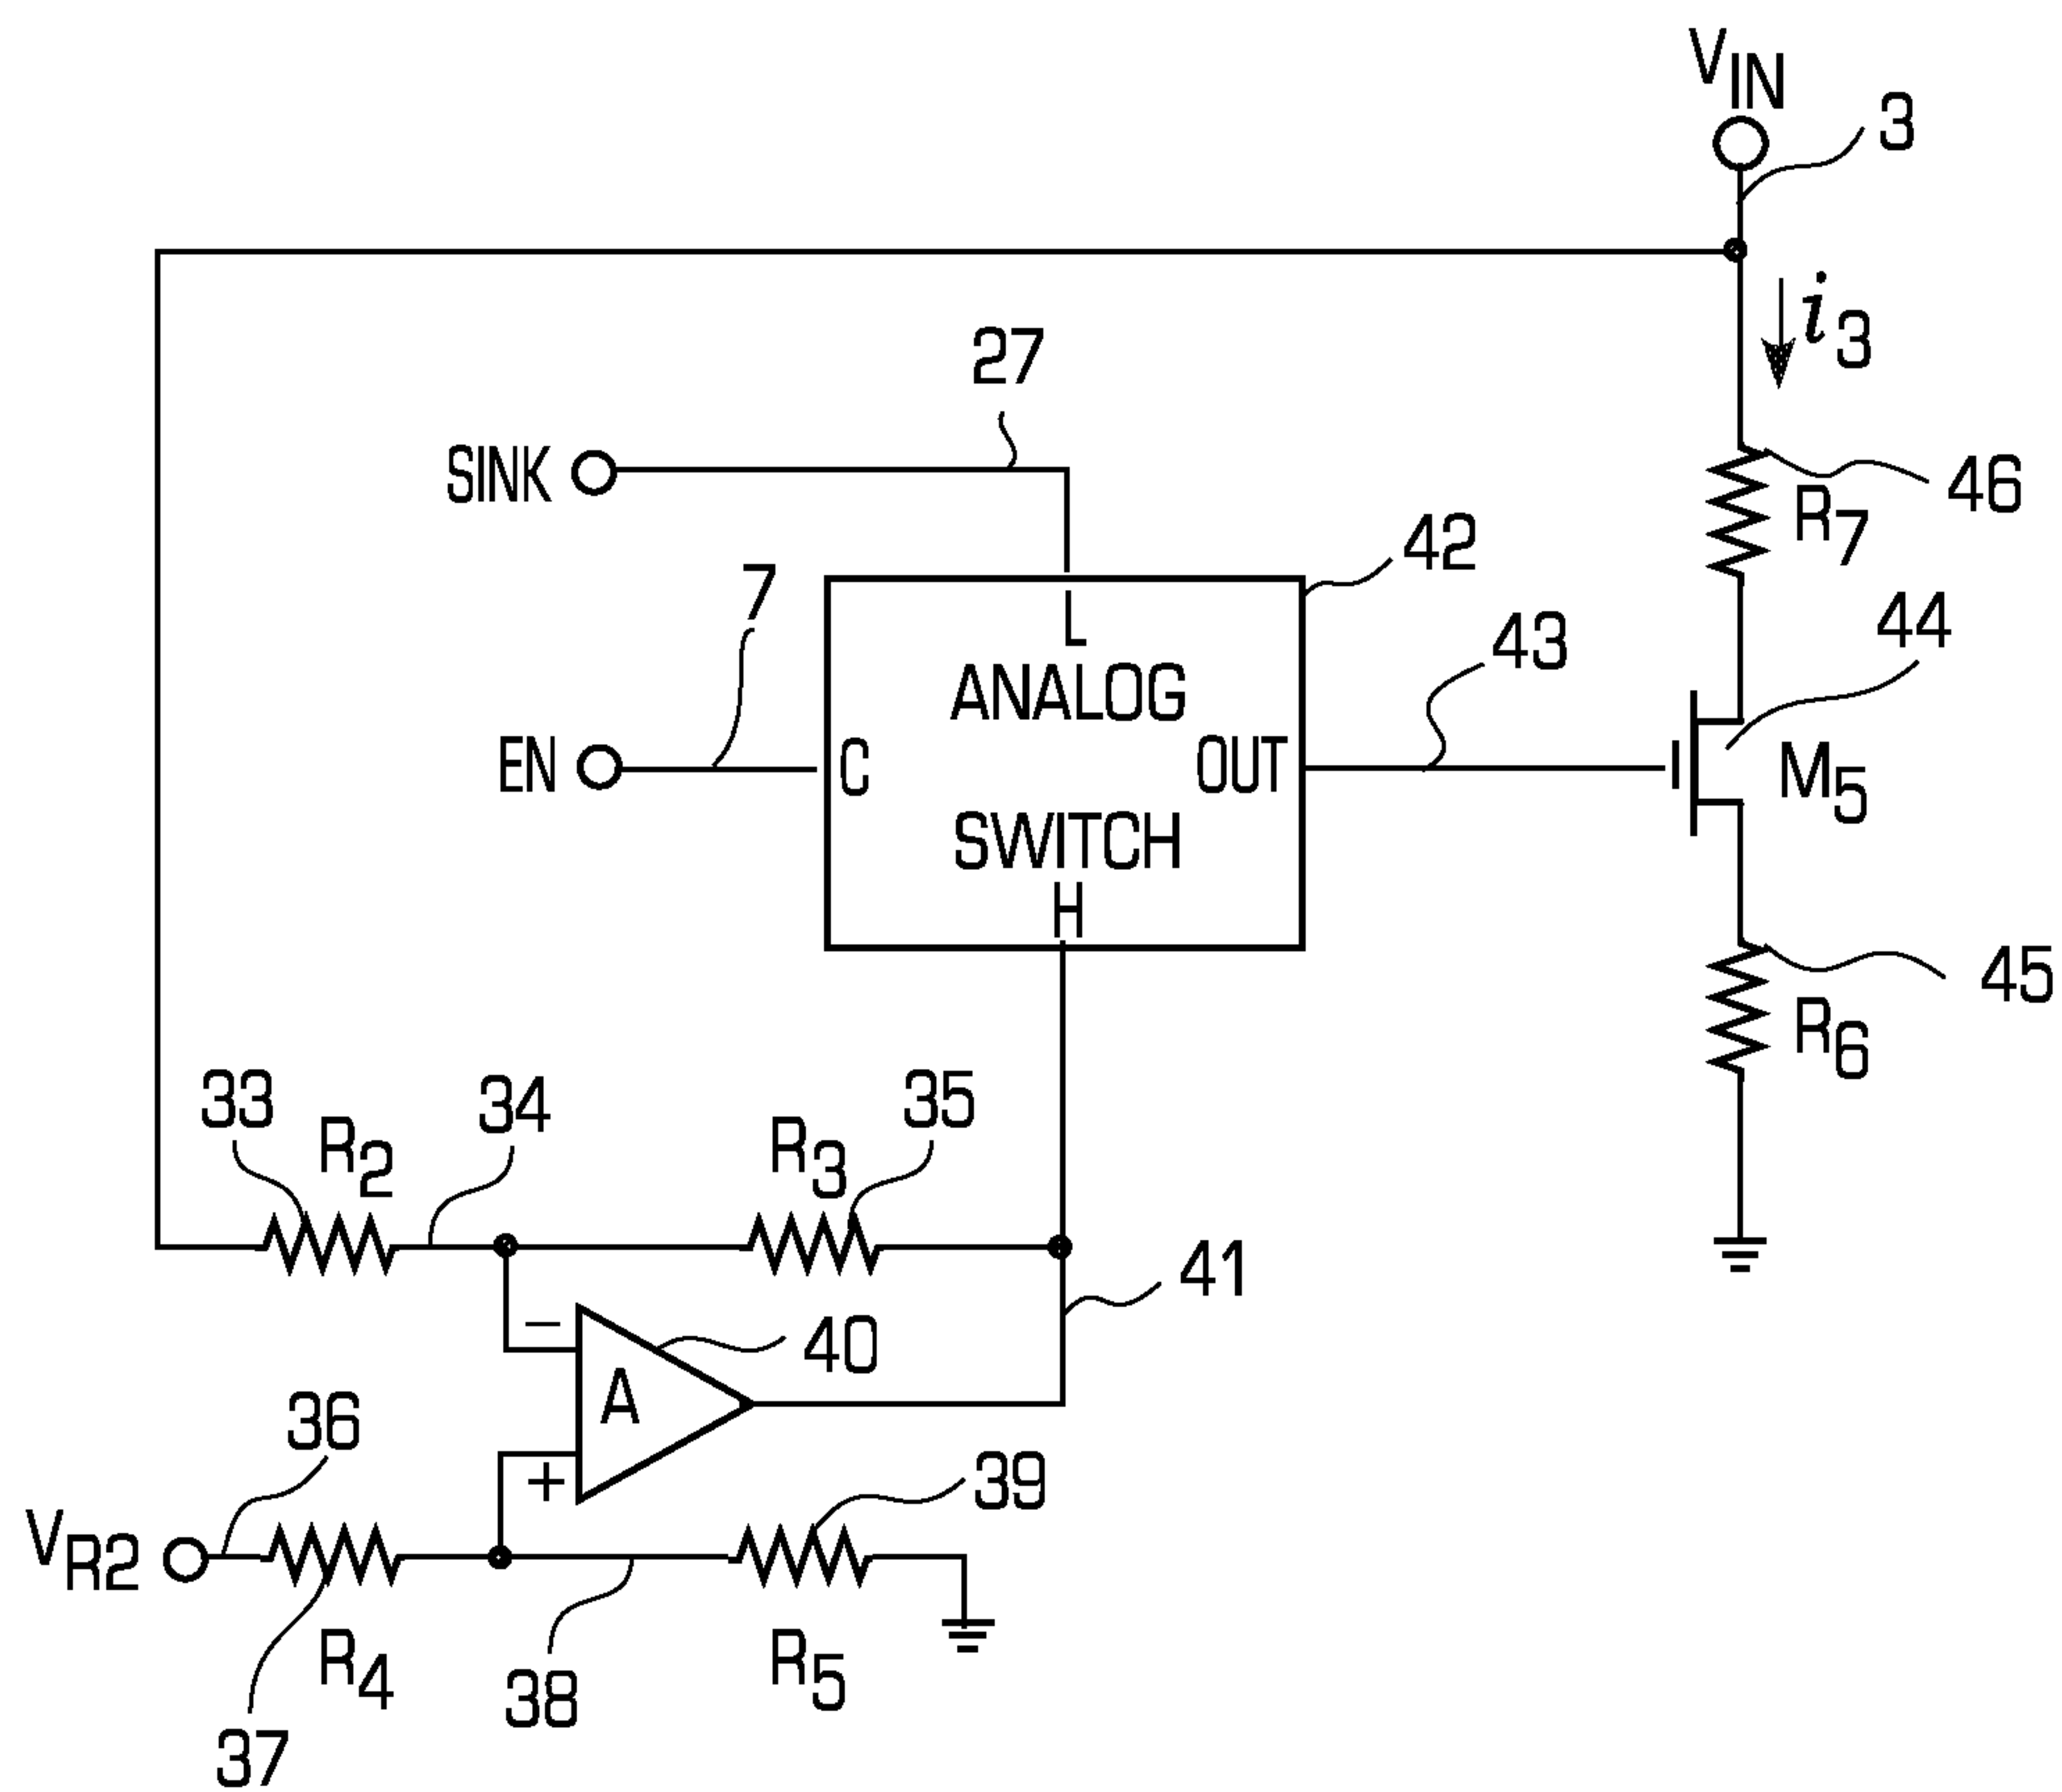 VIN
3
i3
27
SINK
46
R7
42
7
43
44
L
ANALOG
EN
C
OUT
M5
SWITCH
H
45
R6
33
34
35
R2
R3
41
40
−
A
36
+
39
VR2
R4
38
R5
37